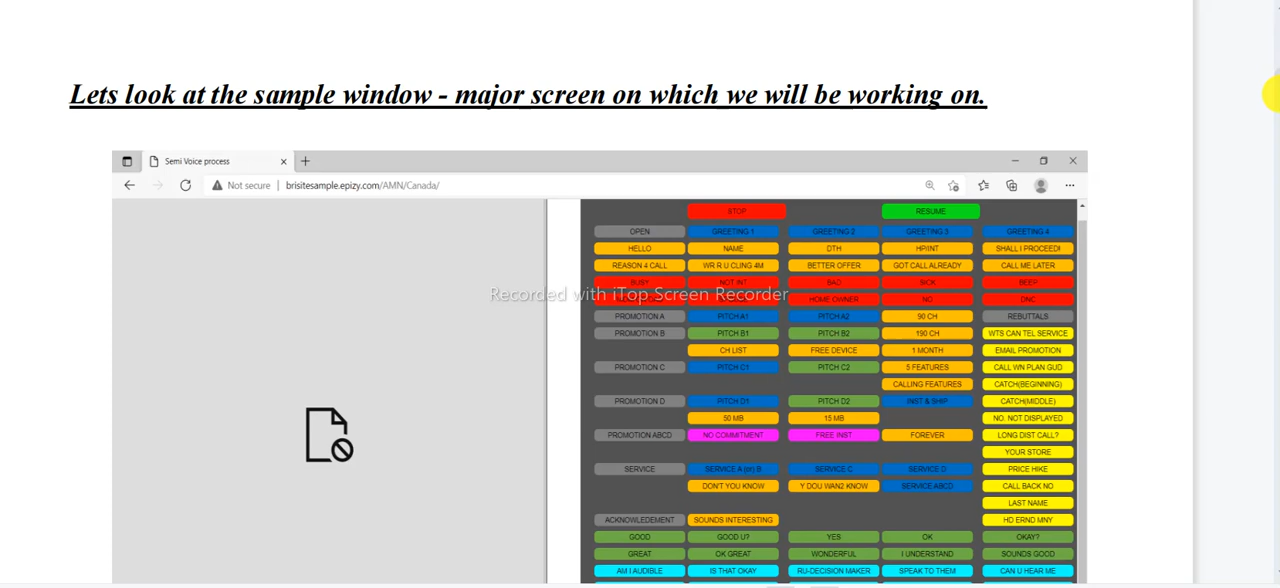 Lets look at the sample window - major screen on which we will be working on.
Semi Voice process
Not secure | brisitesample.epizy.com/AMN/Canada/
STOP RESUME
OPEN GREETING 1 GREETING 2 GREETING 3 GREETING 4
HELLO NAME DTH HP/INT SHALL I PROCEED!
REASON 4 CALL WR R U CLING 4M BETTER OFFER GOT CALL ALREADY CALL ME LATER
BUSY NOT INT BAD SICK BEEP
Recorded with iTop Screen Recorder
HOME OWNER NO DNC
PROMOTION A PITCH A1 PITCH A2 90 CH REBUTTALS
PROMOTION B PITCH B1 PITCH B2 190 CH WTS CAN TEL SERVICE
CH LIST FREE DEVICE 1 MONTH EMAIL PROMOTION
PROMOTION C PITCH C1 PITCH C2 5 FEATURES CALL WN PLAN GUD
CALLING FEATURES CATCH(BEGINNING)
PROMOTION D PITCH D1 PITCH D2 INST & SHIP CATCH(MIDDLE)
50 MB 15 MB NO. NOT DISPLAYED
PROMOTION ABCD NO COMMITMENT FREE INST FOREVER LONG DIST CALL?
YOUR STORE
SERVICE SERVICE A (or) B SERVICE C SERVICE D PRICE HIKE
DON'T YOU KNOW Y DOU WAN2 KNOW SERVICE ABCD CALL BACK NO
LAST NAME
ACKNOWLEDEMENT SOUNDS INTERESTING HD ERND MNY
GOOD GOOD U? YES OK OKAY?
GREAT OK GREAT WONDERFUL I UNDERSTAND SOUNDS GOOD
AM I AUDIBLE IS THAT OKAY RU-DECISION MAKER SPEAK TO THEM CAN U HEAR ME